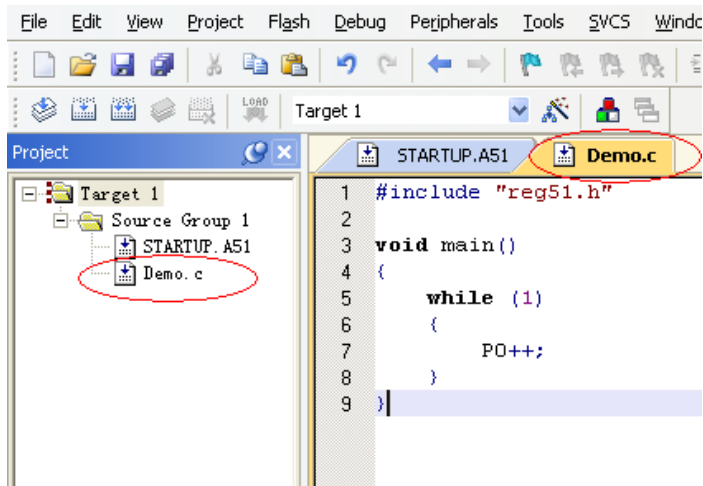 File Edit View Project Flash Debug Peripherals Tools SVCS Windo
LOAD Target 1
Project
STARTUP.A51 Demo.c
Target 1
Source Group 1
STARTUP.A51
Demo.c
1 #include "reg51.h"
2
3 void main()
4 {
5 while (1)
6 {
7 P0++;
8 }
9 }